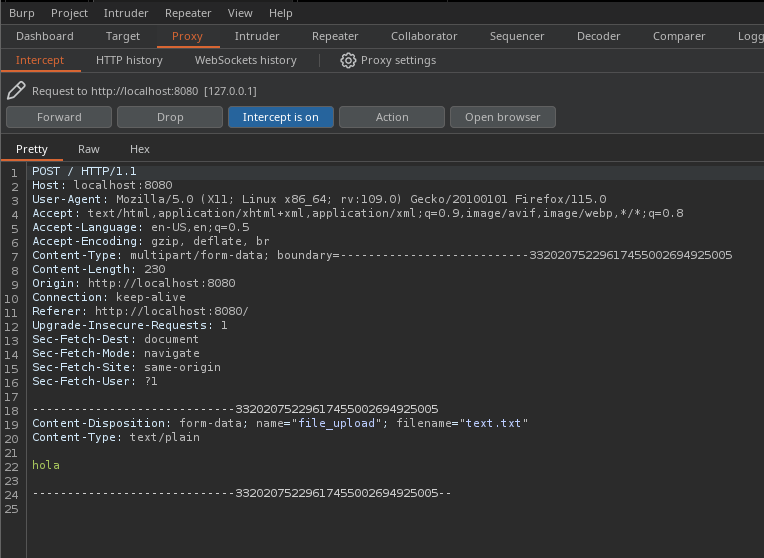 Burp Project Intruder Repeater View Help
Dashboard Target Proxy Intruder Repeater Collaborator Sequencer Decoder Comparer Logg
Intercept HTTP history WebSockets history Proxy settings
Request to http://localhost:8080 [127.0.0.1]
Forward Drop Intercept is on Action Open browser
Pretty Raw Hex
1 POST / HTTP/1.1
2 Host: localhost:8080
3 User-Agent: Mozilla/5.0 (X11; Linux x86_64; rv:109.0) Gecko/20100101 Firefox/115.0
4 Accept: text/html,application/xhtml+xml,application/xml;q=0.9,image/avif,image/webp,*/*;q=0.8
5 Accept-Language: en-US,en;q=0.5
6 Accept-Encoding: gzip, deflate, br
7 Content-Type: multipart/form-data; boundary=---------------------------332020752296174550026949​25005
8 Content-Length: 230
9 Origin: http://localhost:8080
10 Connection: keep-alive
11 Referer: http://localhost:8080/
12 Upgrade-Insecure-Requests: 1
13 Sec-Fetch-Dest: document
14 Sec-Fetch-Mode: navigate
15 Sec-Fetch-Site: same-origin
16 Sec-Fetch-User: ?1
17
18 -----------------------------33202075229617455002694925005
19 Content-Disposition: form-data; name="file_upload"; filename="text.txt"
20 Content-Type: text/plain
21
22 hola
23
24 -----------------------------33202075229617455002694925005--
25